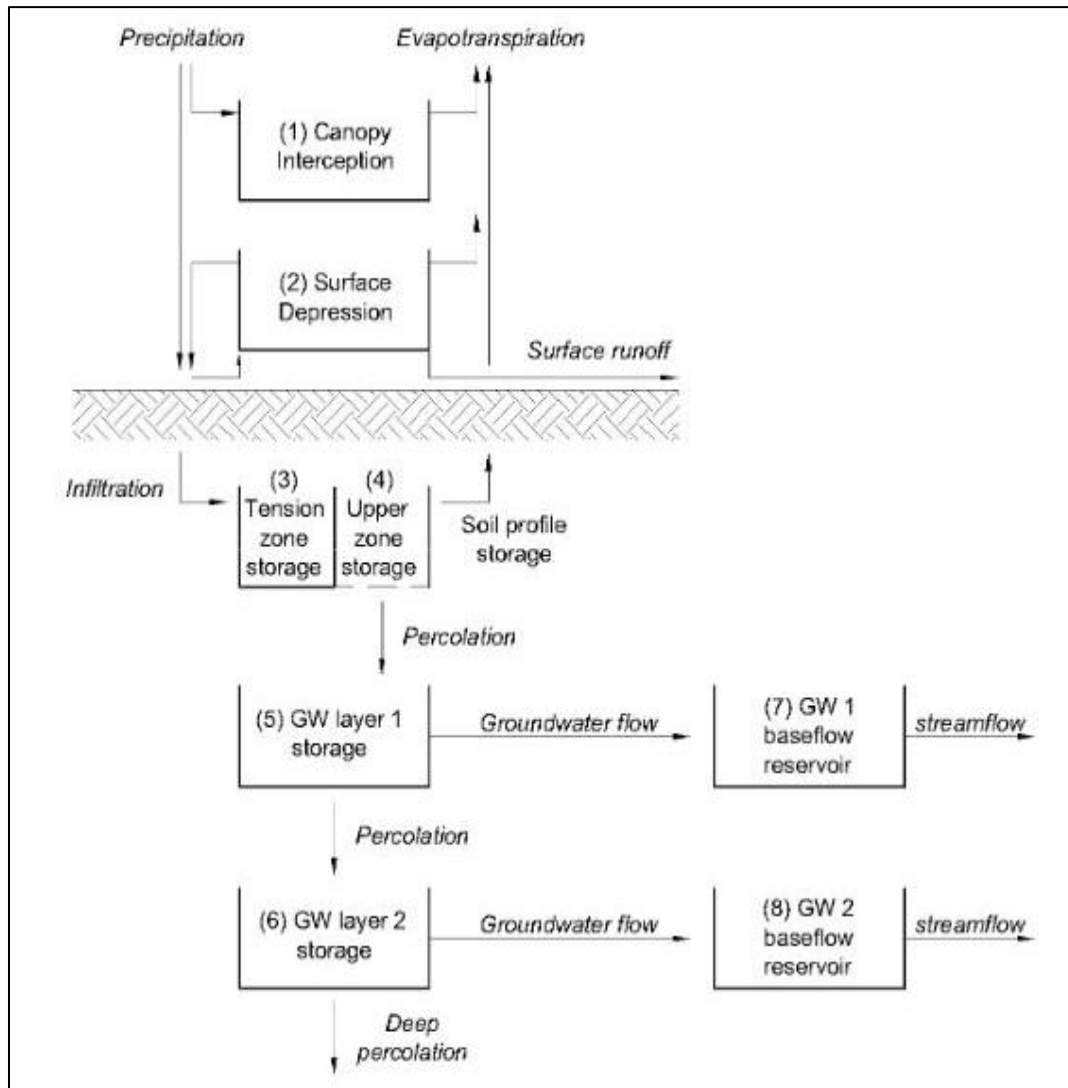 Precipitation
Evapotranspiration
(1) Canopy
Interception
(2) Surface
Depression
Surface runoff
Infiltration
(3)
Tension
zone
storage
(4)
Upper
zone
storage
Soil profile
storage
Percolation
(5) GW layer 1
storage
Groundwater flow
(7) GW 1
baseflow
reservoir
streamflow
Percolation
(6) GW layer 2
storage
Groundwater flow
(8) GW 2
baseflow
reservoir
streamflow
Deep
percolation